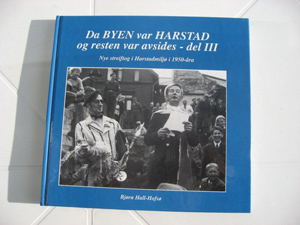 Da BYEN var HARSTAD
og resten var avsides - del III
Nye streiftog i Harstadmiljø i 1950-åra
Bjørn Hall-Hofsø